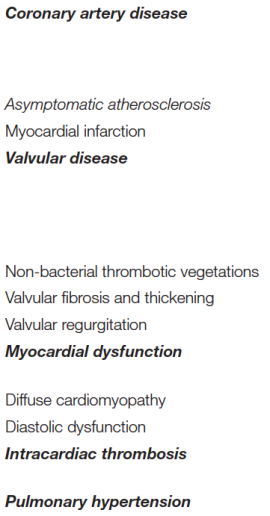 Coronary artery disease
Asymptomatic atherosclerosis
Myocardial infarction
Valvular disease
Non-bacterial thrombotic vegetations
Valvular fibrosis and thickening
Valvular regurgitation
Myocardial dysfunction
Diffuse cardiomyopathy
Diastolic dysfunction
Intracardiac thrombosis
Pulmonary hypertension